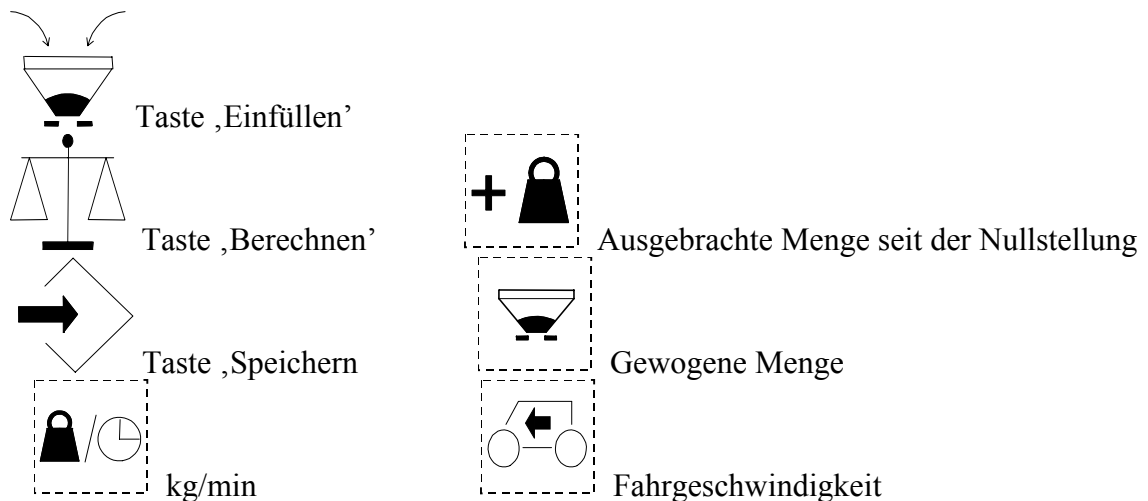 Taste ‚Einfüllen’
Taste ‚Berechnen’
Ausgebrachte Menge seit der Nullstellung
Taste ‚Speichern
Gewogene Menge
kg/min
Fahrgeschwindigkeit